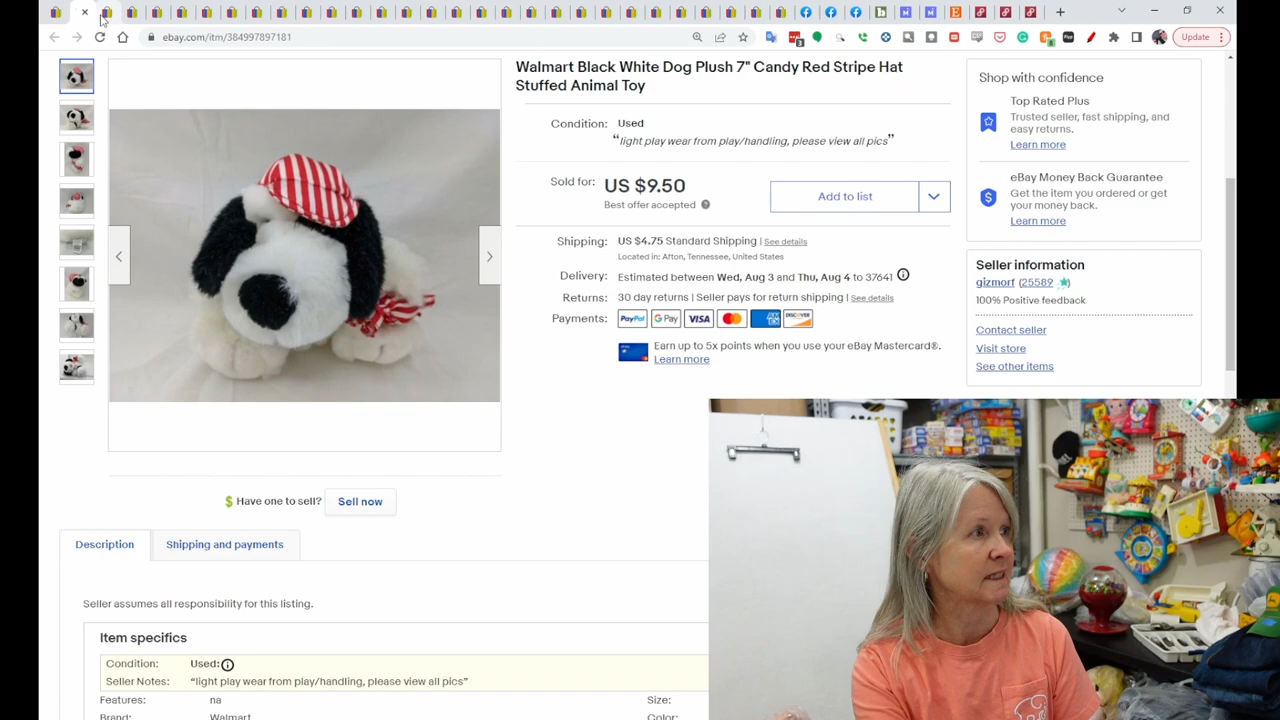 ebay.com/itm/384997897181
Update
Walmart Black White Dog Plush 7" Candy Red Stripe Hat
Stuffed Animal Toy
Condition: Used
“light play wear from play/handling, please view all pics”
Sold for: US $9.50
Best offer accepted
Add to list
Shipping: US $4.75 Standard Shipping | See details
Located in: Afton, Tennessee, United States
Delivery: Estimated between Wed, Aug 3 and Thu, Aug 4 to 37641
Returns: 30 day returns | Seller pays for return shipping | See details
Payments: PayPal G Pay VISA DISCOVER
Earn up to 5x points when you use your eBay Mastercard®.
Learn more
Shop with confidence
Top Rated Plus
Trusted seller, fast shipping, and
easy returns.
Learn more
eBay Money Back Guarantee
Get the item you ordered or get
your money back.
Learn more
Seller information
gizmorf (25589)
100% Positive feedback
Contact seller
Visit store
See other items
Have one to sell? Sell now
Description
Shipping and payments
Seller assumes all responsibility for this listing.
Item specifics
Condition: Used:
Seller Notes: “light play wear from play/handling, please view all pics”
Features: na
Size:
Brand: Walmart
Color: